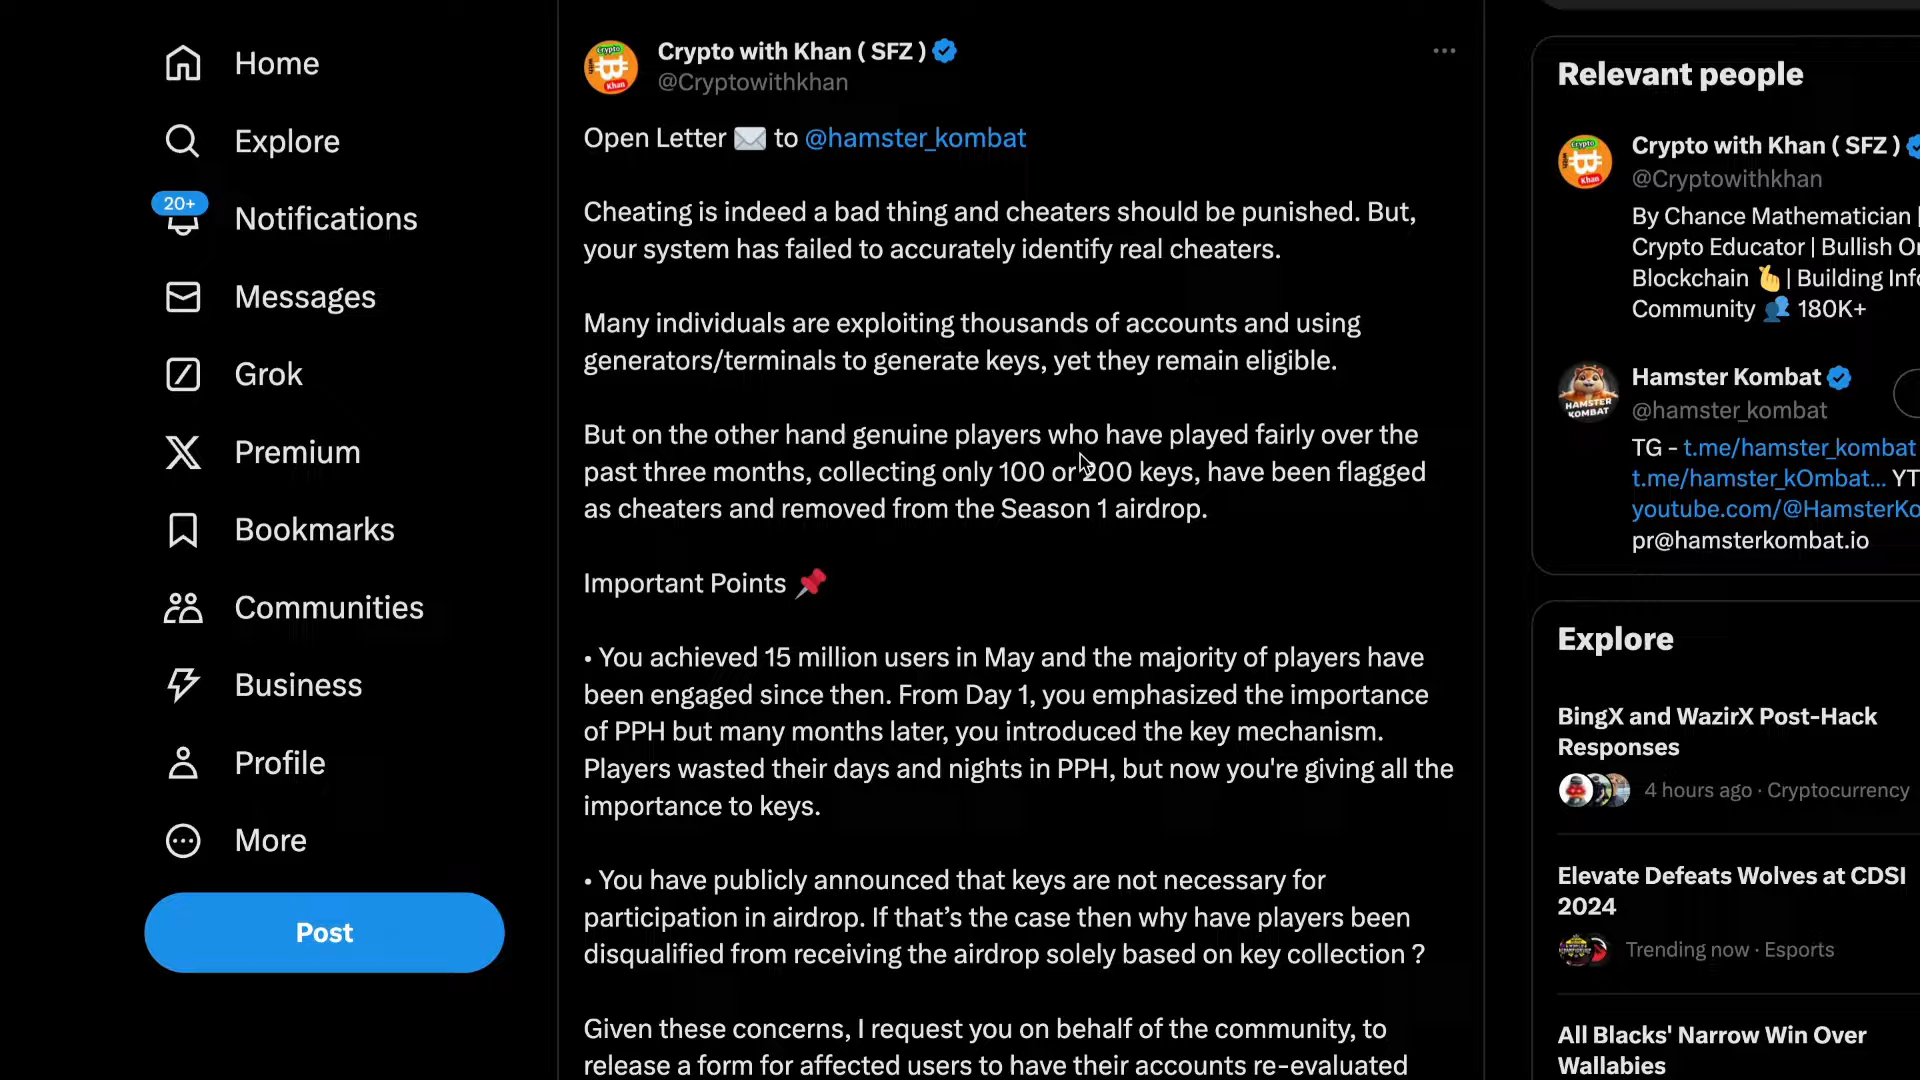 Home
Explore
20+
Notifications
Messages
Grok
Premium
Bookmarks
Communities
Business
Profile
More
Post
Crypto with Khan ( SFZ )
@Cryptowithkhan
Open Letter ✉️ to @hamster_kombat
Cheating is indeed a bad thing and cheaters should be punished. But,
your system has failed to accurately identify real cheaters.
Many individuals are exploiting thousands of accounts and using
generators/terminals to generate keys, yet they remain eligible.
But on the other hand genuine players who have played fairly over the
past three months, collecting only 100 or 200 keys, have been flagged
as cheaters and removed from the Season 1 airdrop.
Important Points 📌
• You achieved 15 million users in May and the majority of players have
been engaged since then. From Day 1, you emphasized the importance
of PPH but many months later, you introduced the key mechanism.
Players wasted their days and nights in PPH, but now you're giving all the
importance to keys.
• You have publicly announced that keys are not necessary for
participation in airdrop. If that’s the case then why have players been
disqualified from receiving the airdrop solely based on key collection ?
Given these concerns, I request you on behalf of the community, to
release a form for affected users to have their accounts re-evaluated
Relevant people
Crypto with Khan ( SFZ )
@Cryptowithkhan
By Chance Mathematician |
Crypto Educator | Bullish On
Blockchain 🫰 | Building Info
Community 👥 180K+
Hamster Kombat
@hamster_kombat
TG - t.me/hamster_kombat
t.me/hamster_kOmbat... YT
youtube.com/@HamsterKo
pr@hamsterkombat.io
Explore
BingX and WazirX Post-Hack
Responses
4 hours ago · Cryptocurrency
Elevate Defeats Wolves at CDSI
2024
Trending now · Esports
All Blacks' Narrow Win Over
Wallabies